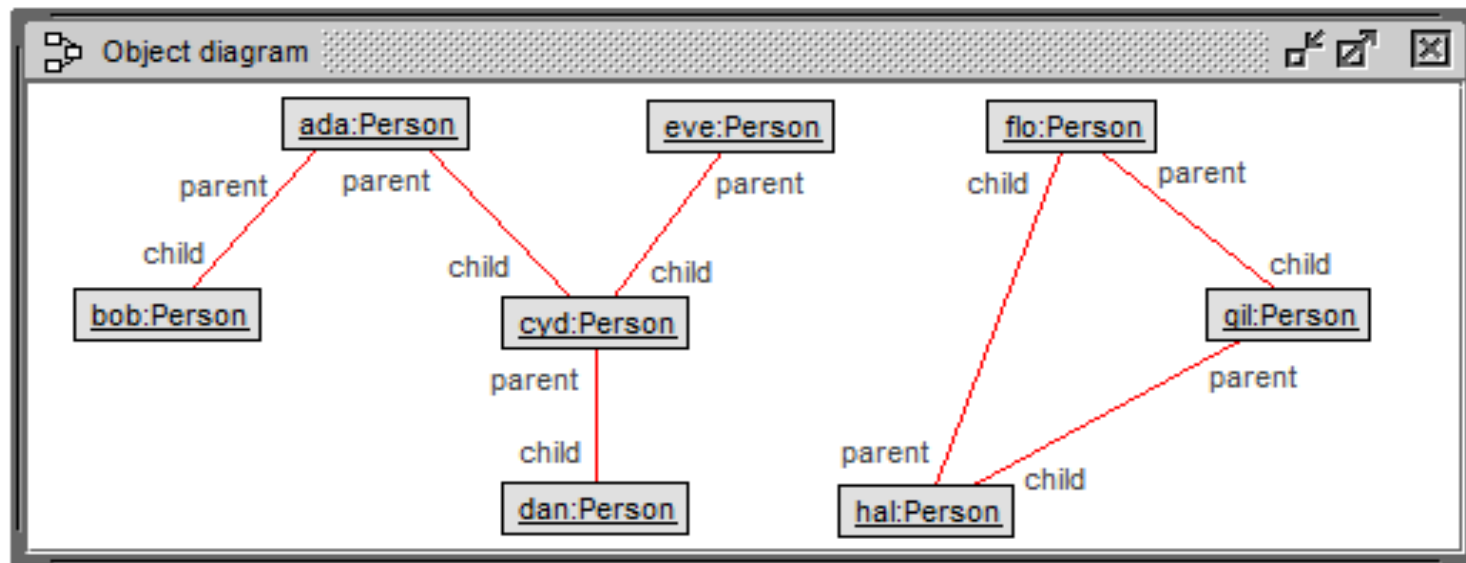 Object diagram
ada:Person
eve:Person
flo:Person
parent
parent
parent
child
parent
child
child
child
child
bob:Person
cyd:Person
gil:Person
parent
parent
child
parent
child
dan:Person
hal:Person